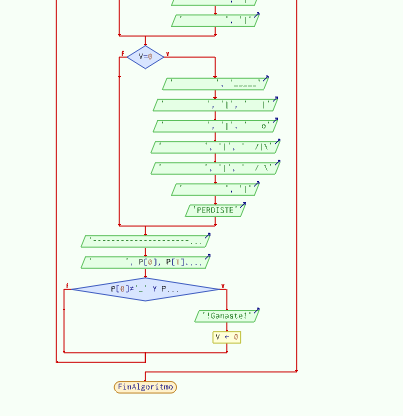 '         ', '|'
F
V=0
V
'         ', '_____'
'         ', '|', '   |'
'         ', '|', '   o'
'         ', '|', '  /|\'
'         ', '|', '  / \'
'         ', '|'
'PERDISTE'
'---------------------...
'       ', P[0], P[1]....
F
P[0]≠'_' Y P...
V
'!Ganaste!'
V ← 0
FinAlgoritmo